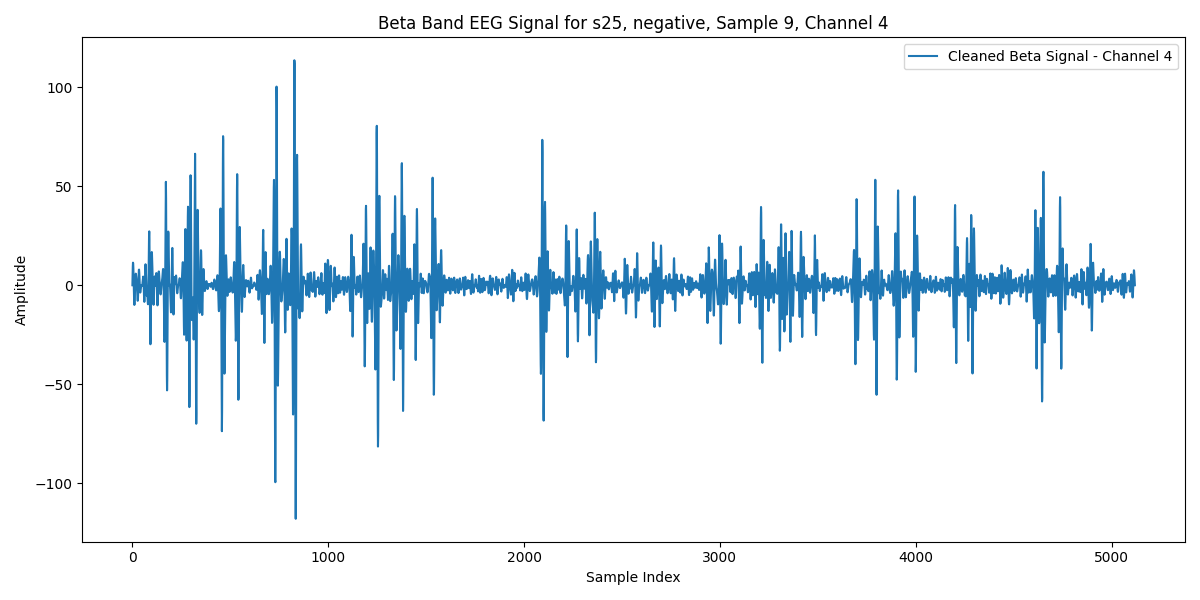 Beta Band EEG Signal for s25, negative, Sample 9, Channel 4
Cleaned Beta Signal - Channel 4
Amplitude
100
50
0
−50
−100
0 1000 2000 3000 4000 5000
Sample Index